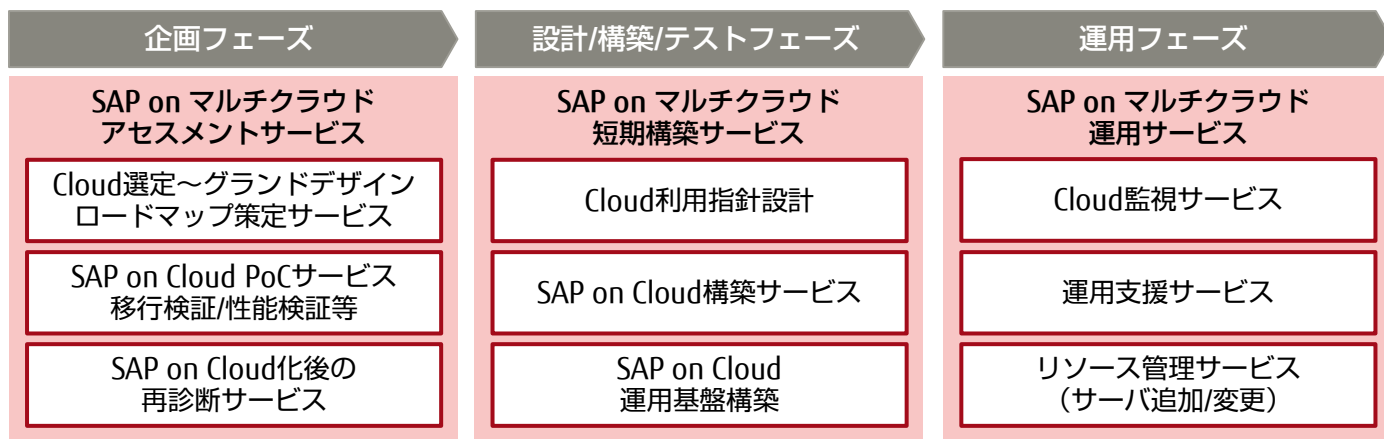 企画フェーズ
設計/構築/テストフェーズ
運用フェーズ
SAP on マルチクラウド
アセスメントサービス
Cloud選定～グランドデザイン
ロードマップ策定サービス
SAP on Cloud PoCサービス
移行検証/性能検証等
SAP on Cloud化後の
再診断サービス
SAP on マルチクラウド
短期構築サービス
Cloud利用指針設計
SAP on Cloud構築サービス
SAP on Cloud
運用基盤構築
SAP on マルチクラウド
運用サービス
Cloud監視サービス
運用支援サービス
リソース管理サービス
（サーバ追加/変更）